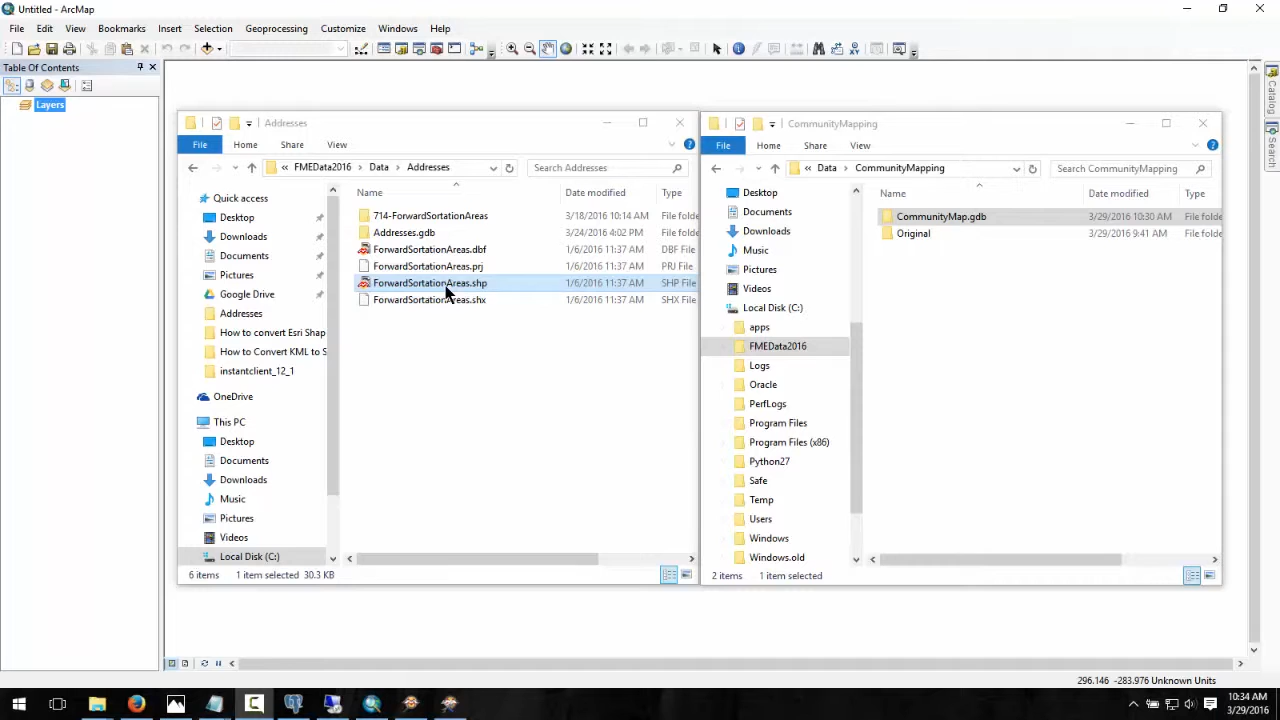 Untitled - ArcMap
File Edit View Bookmarks Insert Selection Geoprocessing Customize Windows Help
Table Of Contents
Layers
Catalog
Search
Addresses
File Home Share View
« FMEData2016 > Data > Addresses
Search Addresses
Name Date modified Type
Quick access
Desktop
Downloads
Documents
Pictures
Google Drive
Addresses
How to convert Esri Shap
How to Convert KML to S
instantclient_12_1
OneDrive
This PC
Desktop
Documents
Downloads
Music
Pictures
Videos
Local Disk (C:)
714-ForwardSortationAreas 3/18/2016 10:14 AM File folde
Addresses.gdb 3/24/2016 4:02 PM File folde
ForwardSortationAreas.dbf 1/6/2016 11:37 AM DBF File
ForwardSortationAreas.prj 1/6/2016 11:37 AM PRJ File
ForwardSortationAreas.shp 1/6/2016 11:37 AM SHP File
ForwardSortationAreas.shx 1/6/2016 11:37 AM SHX File
6 items 1 item selected 30.3 KB
CommunityMapping
File Home Share View
« Data > CommunityMapping
Search CommunityMapping
Name Date modified Type
Desktop
Documents
Downloads
Music
Pictures
Videos
Local Disk (C:)
apps
FMEData2016
Logs
Oracle
PerfLogs
Program Files
Program Files (x86)
Python27
Safe
Temp
Users
Windows
Windows.old
CommunityMap.gdb 3/29/2016 10:30 AM File folde
Original 3/29/2016 9:41 AM File folde
2 items 1 item selected
296.146 -283.976 Unknown Units
10:34 AM
3/29/2016